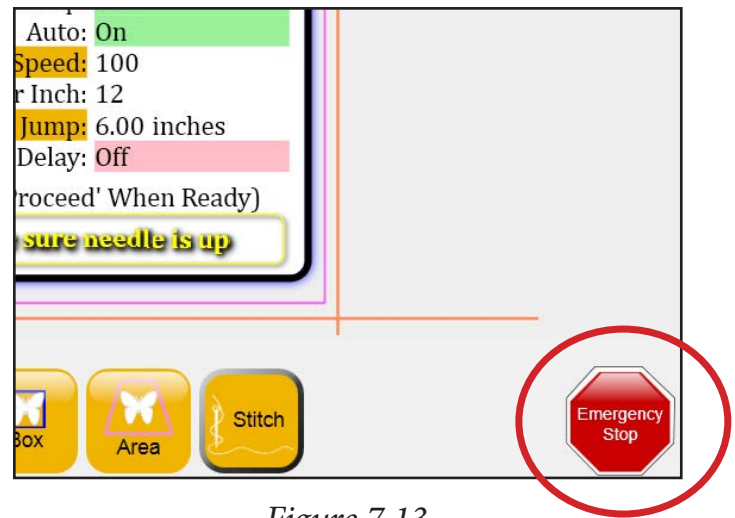 Auto: On
Speed: 100
r Inch: 12
Jump: 6.00 inches
Delay: Off
roceed' When Ready)
sure needle is up
Box
Area
Stitch
Emergency
Stop
Figure 7-13